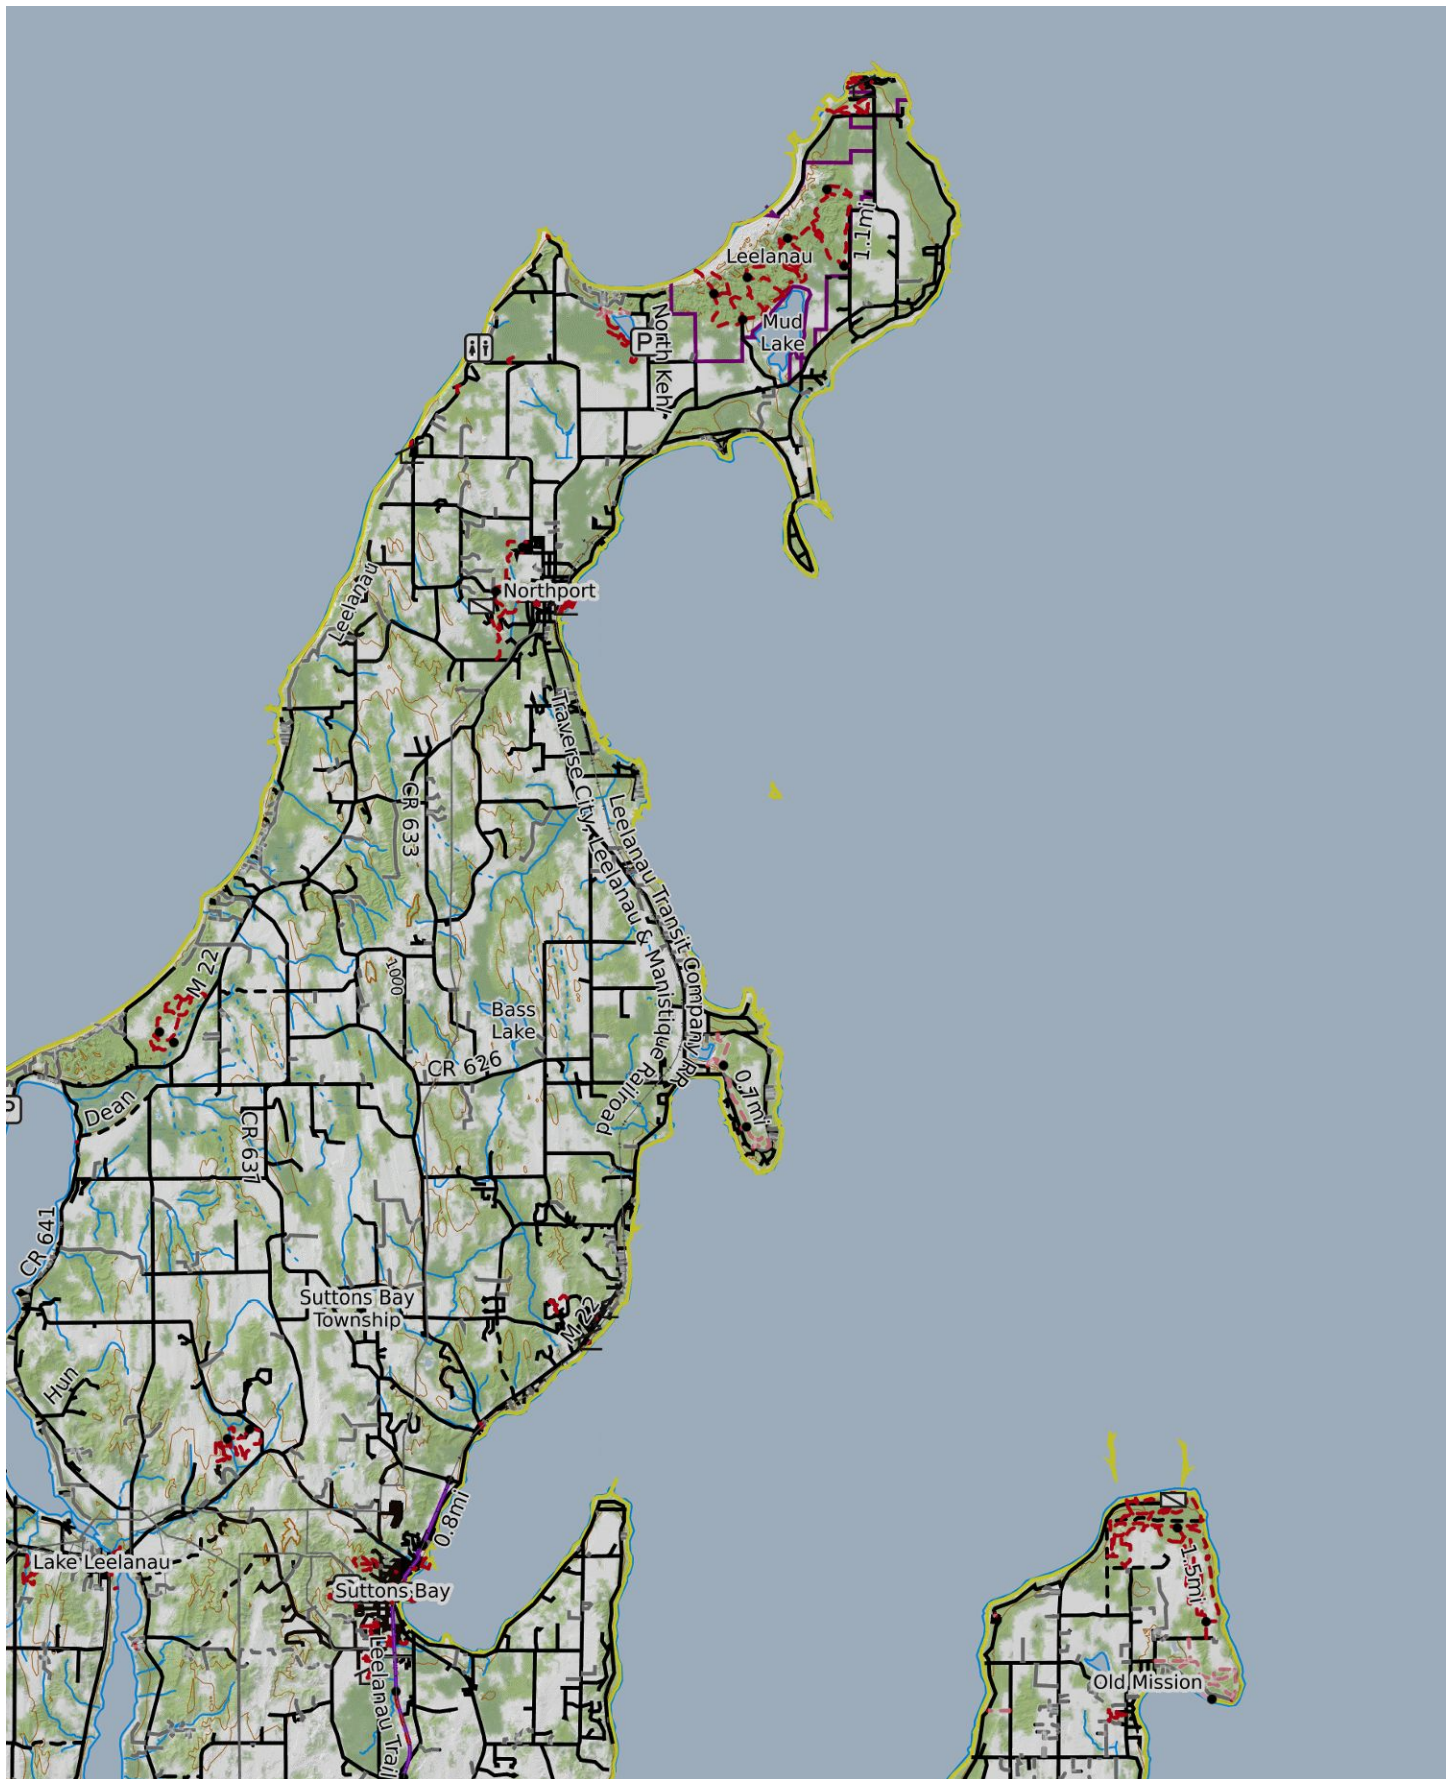 1.1mi
Leelanau
Mud
Lake
P
North Keh
Northport
Leelanau
Traverse City, Leelanau & Manistique Railroad
Leelanau Transit Company RR
CR 633
M 22
1000
Bass
Lake
CR 626
0.7mi
Dean
CR 637
CR 641
Suttons Bay
Township
M 22
Hun
0.8mi
Lake Leelanau
Suttons Bay
1.5mi
Leelanau Trail
Old Mission